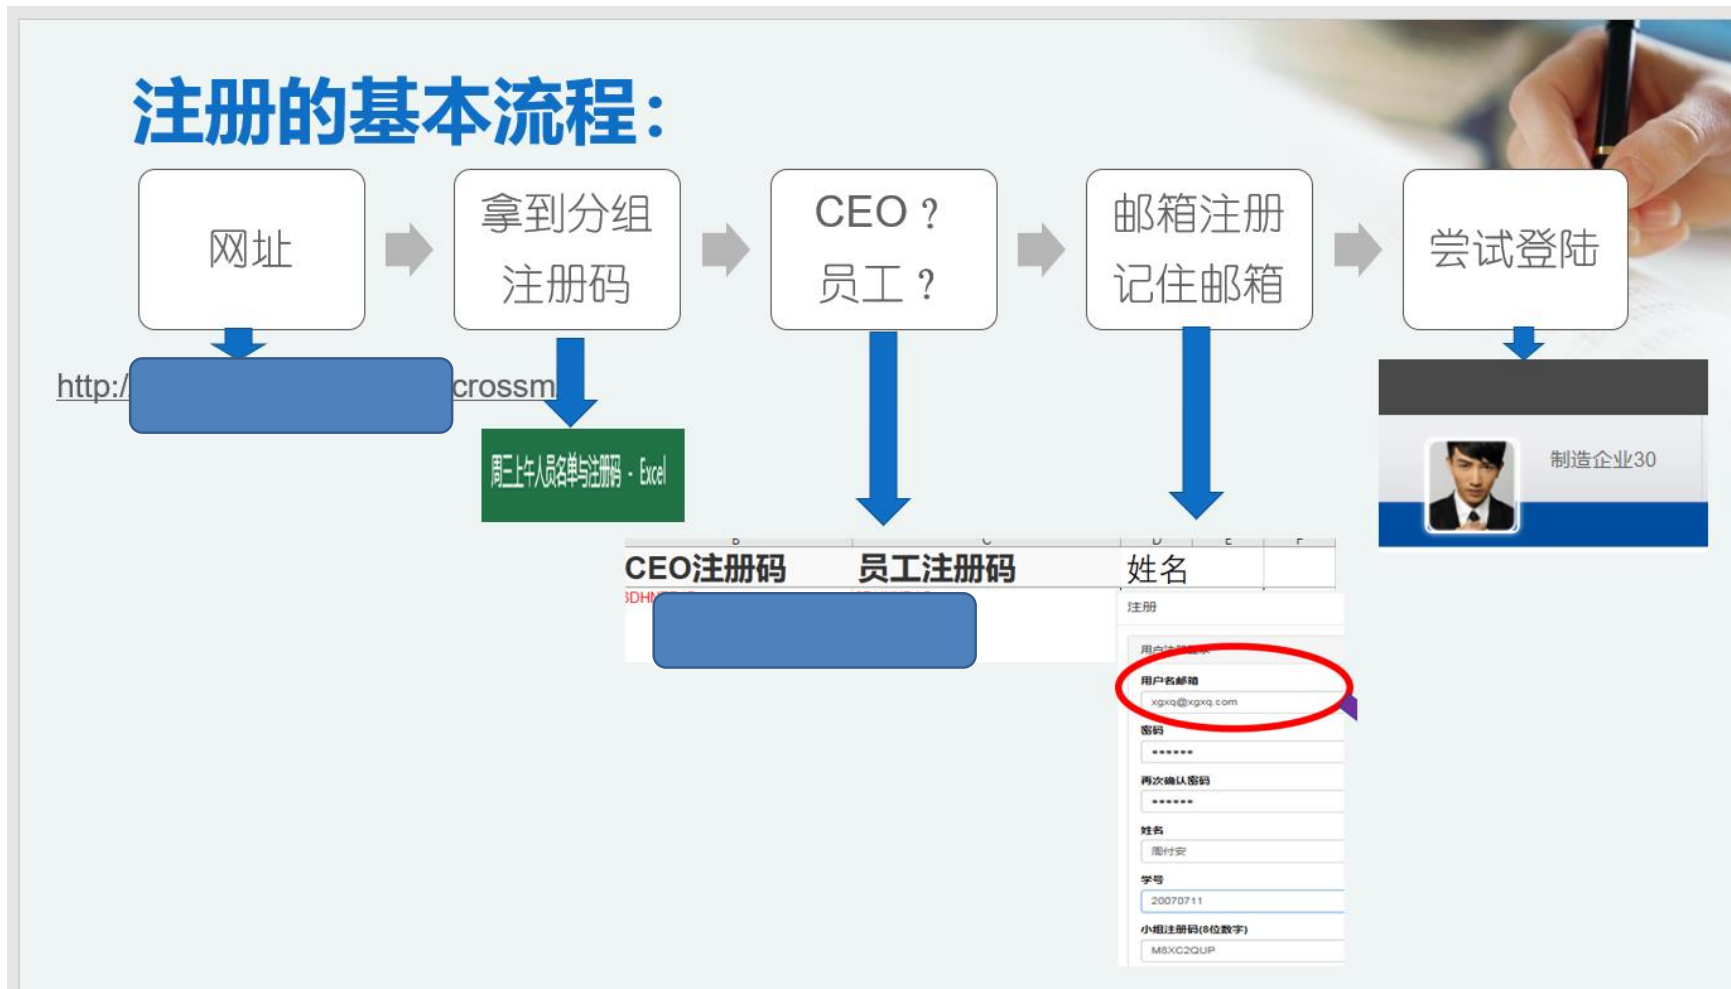 注册的基本流程：
网址
拿到分组
注册码
CEO？
员工？
邮箱注册
记住邮箱
尝试登陆
http:/
crossm
周三上午人员名单与注册码 - Excel
制造企业30
CEO注册码
员工注册码
姓名
注册
用户名邮箱
xgxq@xgxq.com
密码
••••••
再次确认密码
••••••
姓名
周付安
学号
20070711
小组注册码(8位数字)
M8XC2QUP